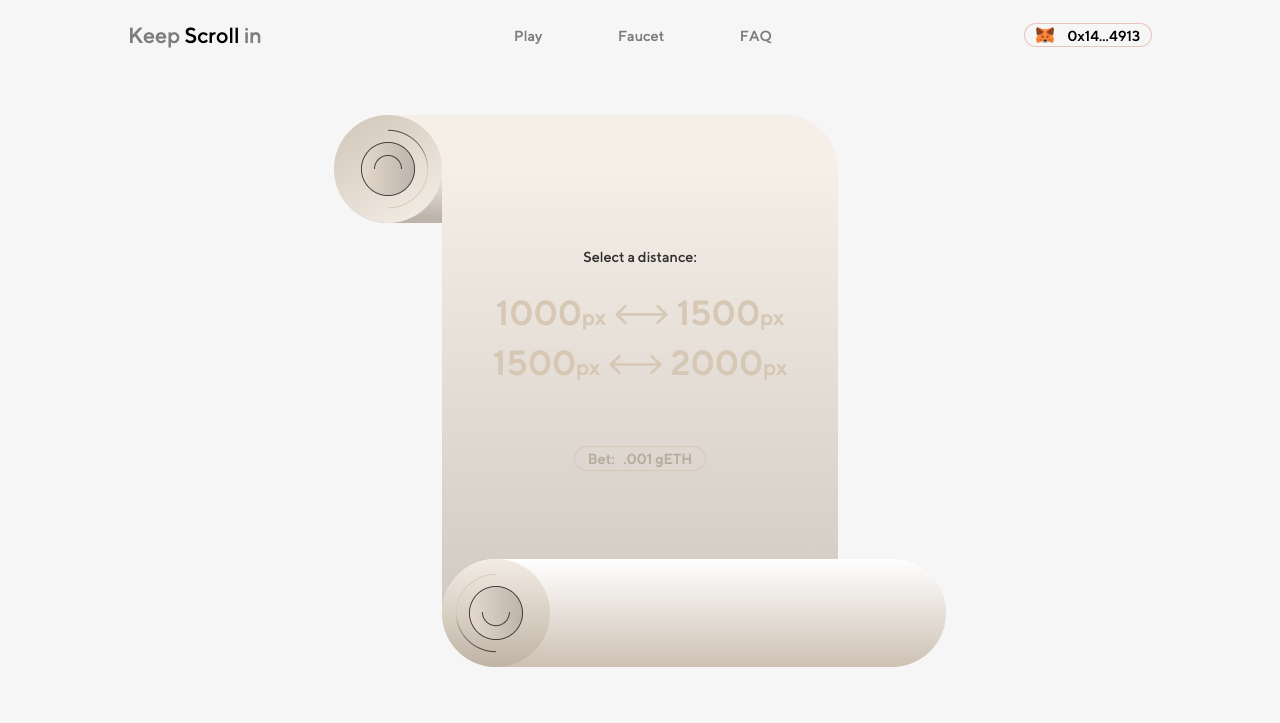 Keep Scroll in
Play
Faucet
FAQ
0x14...4913
Select a distance:
1000px ⟷ 1500px
1500px ⟷ 2000px
Bet: .001 gETH